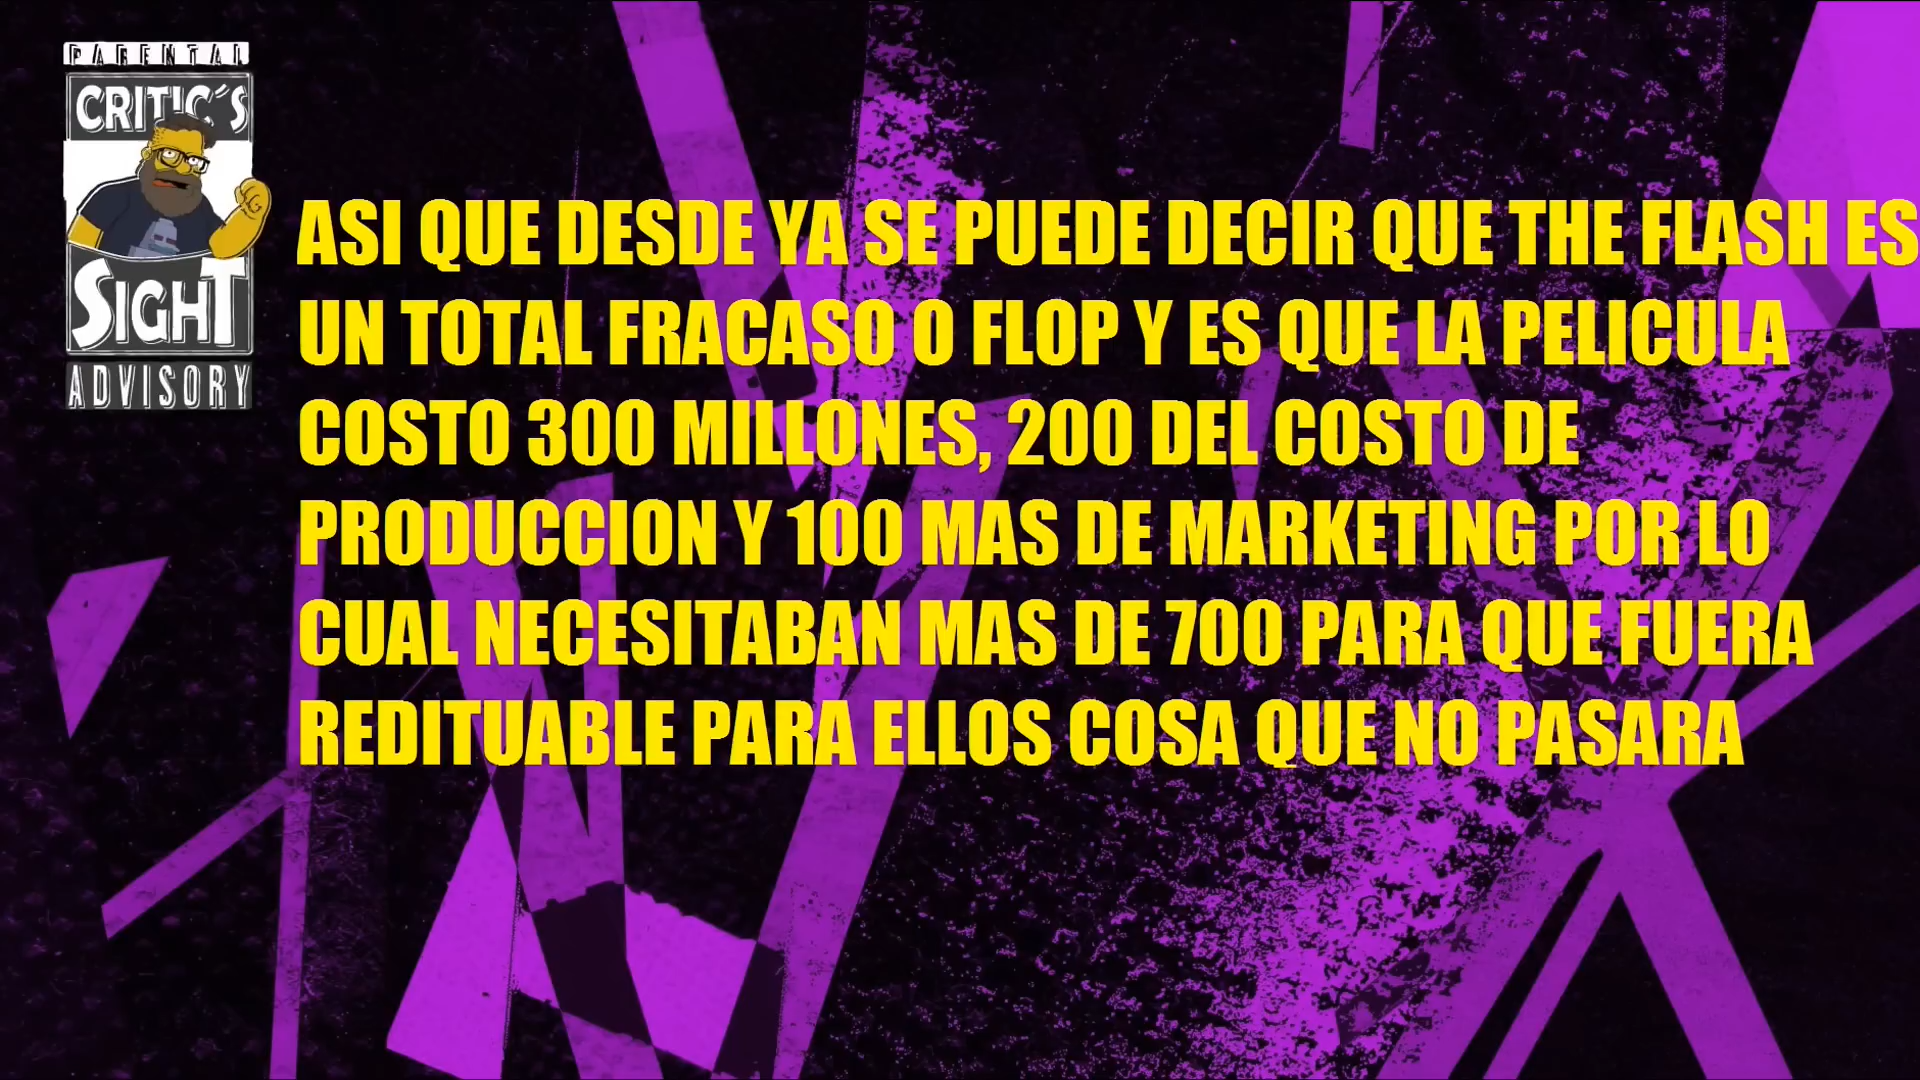 PARENTAL
CRITIC´S
SIGHT
ADVISORY
ASI QUE DESDE YA SE PUEDE DECIR QUE THE FLASH ES
UN TOTAL FRACASO O FLOP Y ES QUE LA PELICULA
COSTO 300 MILLONES, 200 DEL COSTO DE
PRODUCCION Y 100 MAS DE MARKETING POR LO
CUAL NECESITABAN MAS DE 700 PARA QUE FUERA
REDITUABLE PARA ELLOS COSA QUE NO PASARA